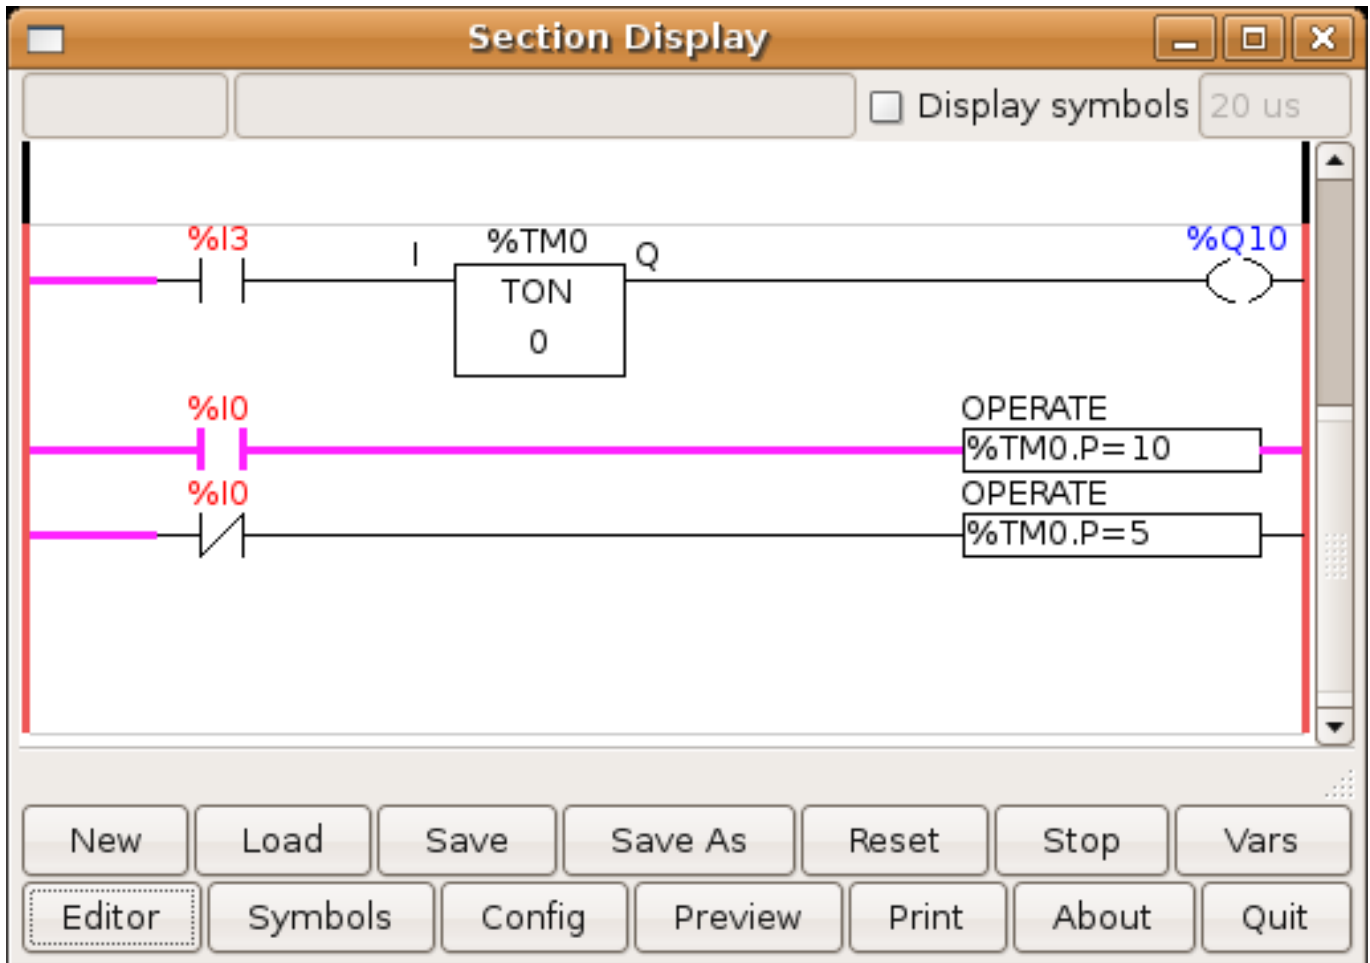 Section Display
Display symbols 20 us
%I3 I %TM0 Q %Q10
TON
0
%I0 OPERATE
%TM0.P=10
%I0 OPERATE
%TM0.P=5
New Load Save Save As Reset Stop Vars
Editor Symbols Config Preview Print About Quit